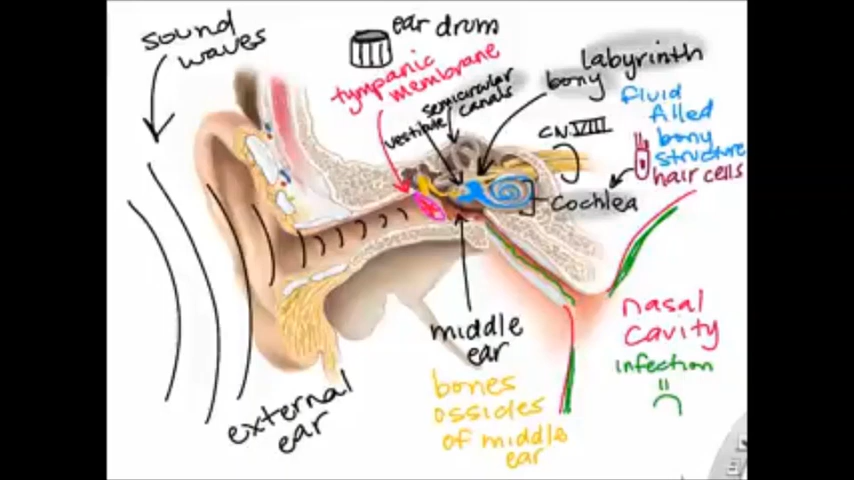 sound
waves
ear drum
tympanic
membrane
semicircular
canals
vestibule
labyrinth
bony
CN VIII
fluid
filled
bony
structure
hair cells
cochlea
middle
ear
external
ear
bones
ossicles
of middle
ear
nasal
cavity
infection